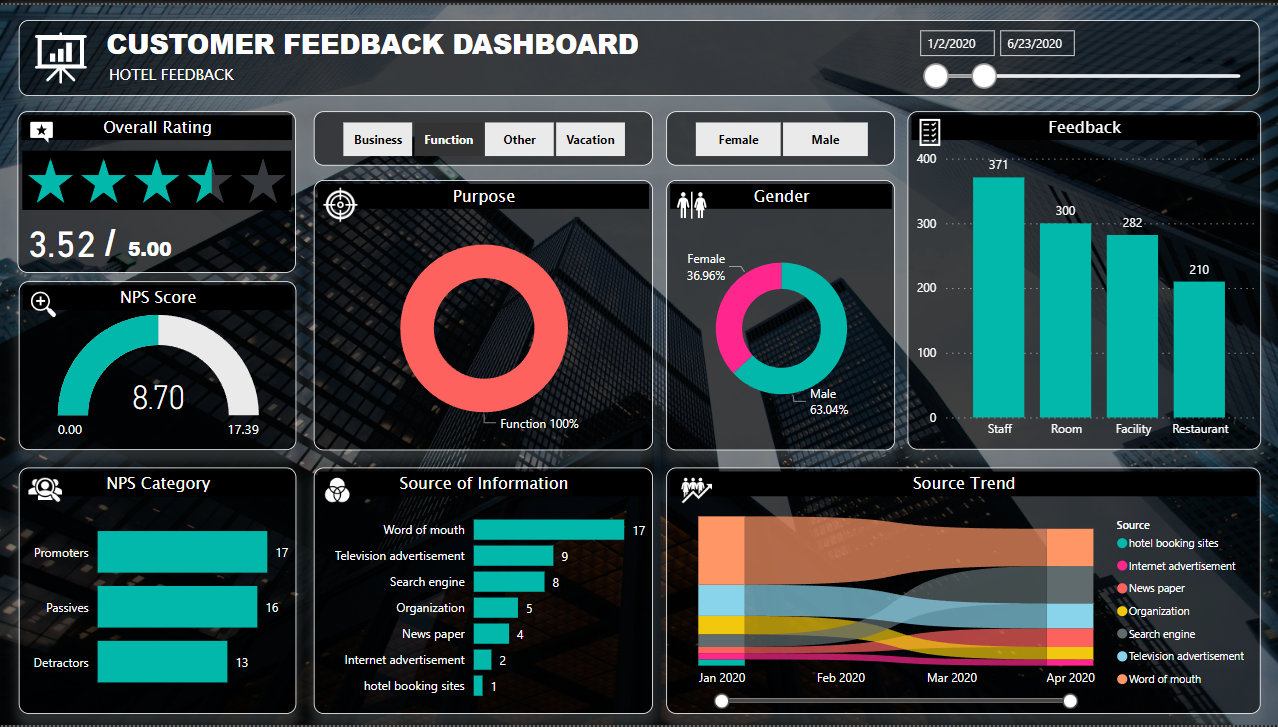 CUSTOMER FEEDBACK DASHBOARD
HOTEL FEEDBACK
1/2/2020
6/23/2020
Overall Rating
3.52 / 5.00
NPS Score
8.70
0.00
17.39
Business
Function
Other
Vacation
Purpose
Function 100%
Female
Male
Gender
Female
36.96%
Male
63.04%
Feedback
400
300
200
100
0
371
300
282
210
Staff
Room
Facility
Restaurant
NPS Category
Promoters 17
Passives 16
Detractors 13
Source of Information
Word of mouth 17
Television advertisement 9
Search engine 8
Organization 5
News paper 4
Internet advertisement 2
hotel booking sites 1
Source Trend
Jan 2020
Feb 2020
Mar 2020
Apr 2020
Source
hotel booking sites
Internet advertisement
News paper
Organization
Search engine
Television advertisement
Word of mouth